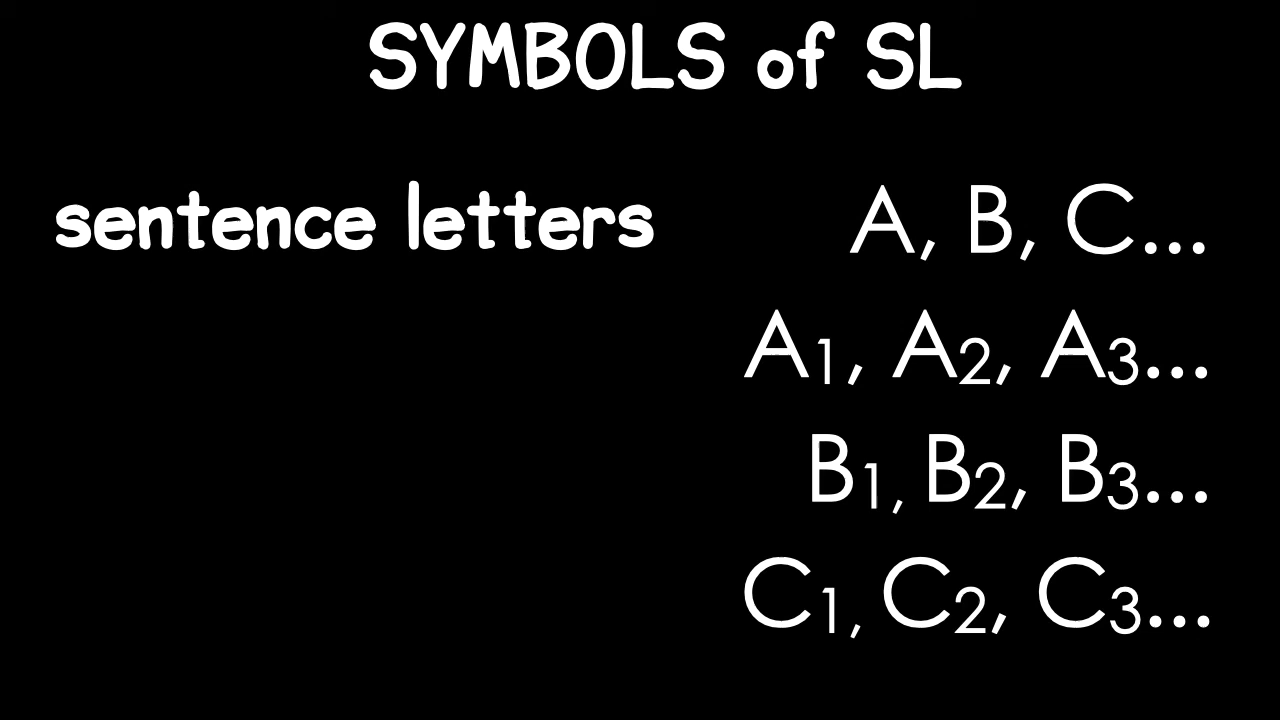 SYMBOLS of SL
sentence letters A, B, C...
A₁, A₂, A₃...
B₁, B₂, B₃...
C₁, C₂, C₃...